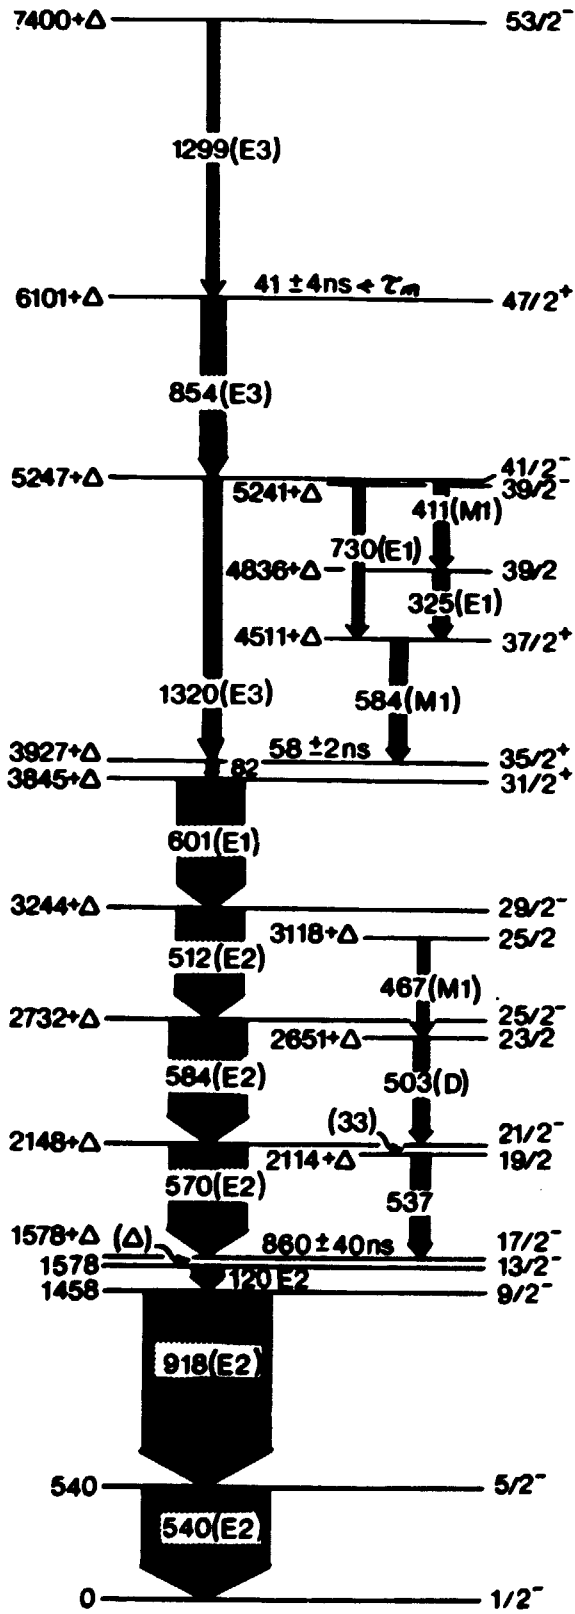 7400+Δ 53/2⁻
1299(E3)
6101+Δ 41 ±4ns ← τm 47/2⁺
854(E3)
5247+Δ 41/2⁻
5241+Δ 39/2⁻
411(M1)
730(E1)
4836+Δ 39/2
325(E1)
4511+Δ 37/2⁺
1320(E3) 584(M1)
3927+Δ 58 ±2ns 35/2⁺
82
3845+Δ 31/2⁺
601(E1)
3244+Δ 29/2⁻
3118+Δ 25/2
512(E2)
467(M1)
2732+Δ 25/2⁻
2651+Δ 23/2
584(E2) 503(D)
(33)
2148+Δ 21/2⁻
2114+Δ 19/2
570(E2) 537
1578+Δ (Δ) 860 ±40ns 17/2⁻
1578 13/2⁻
120 E2
1458 9/2⁻
918(E2)
540 5/2⁻
540(E2)
0 1/2⁻